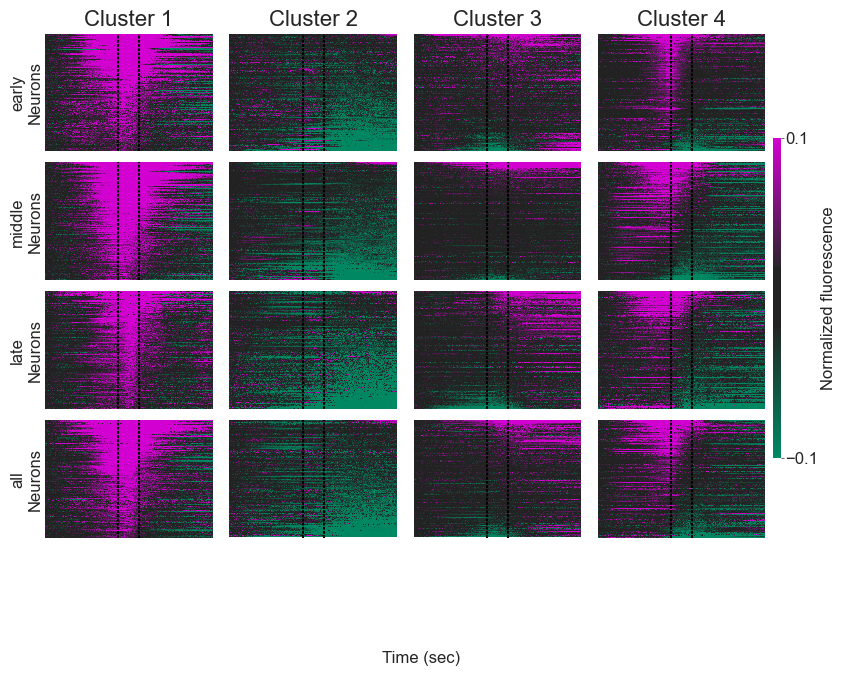 Cluster 1
Cluster 2
Cluster 3
Cluster 4
early
Neurons
middle
Neurons
late
Neurons
all
Neurons
0.1
−0.1
Normalized fluorescence
Time (sec)